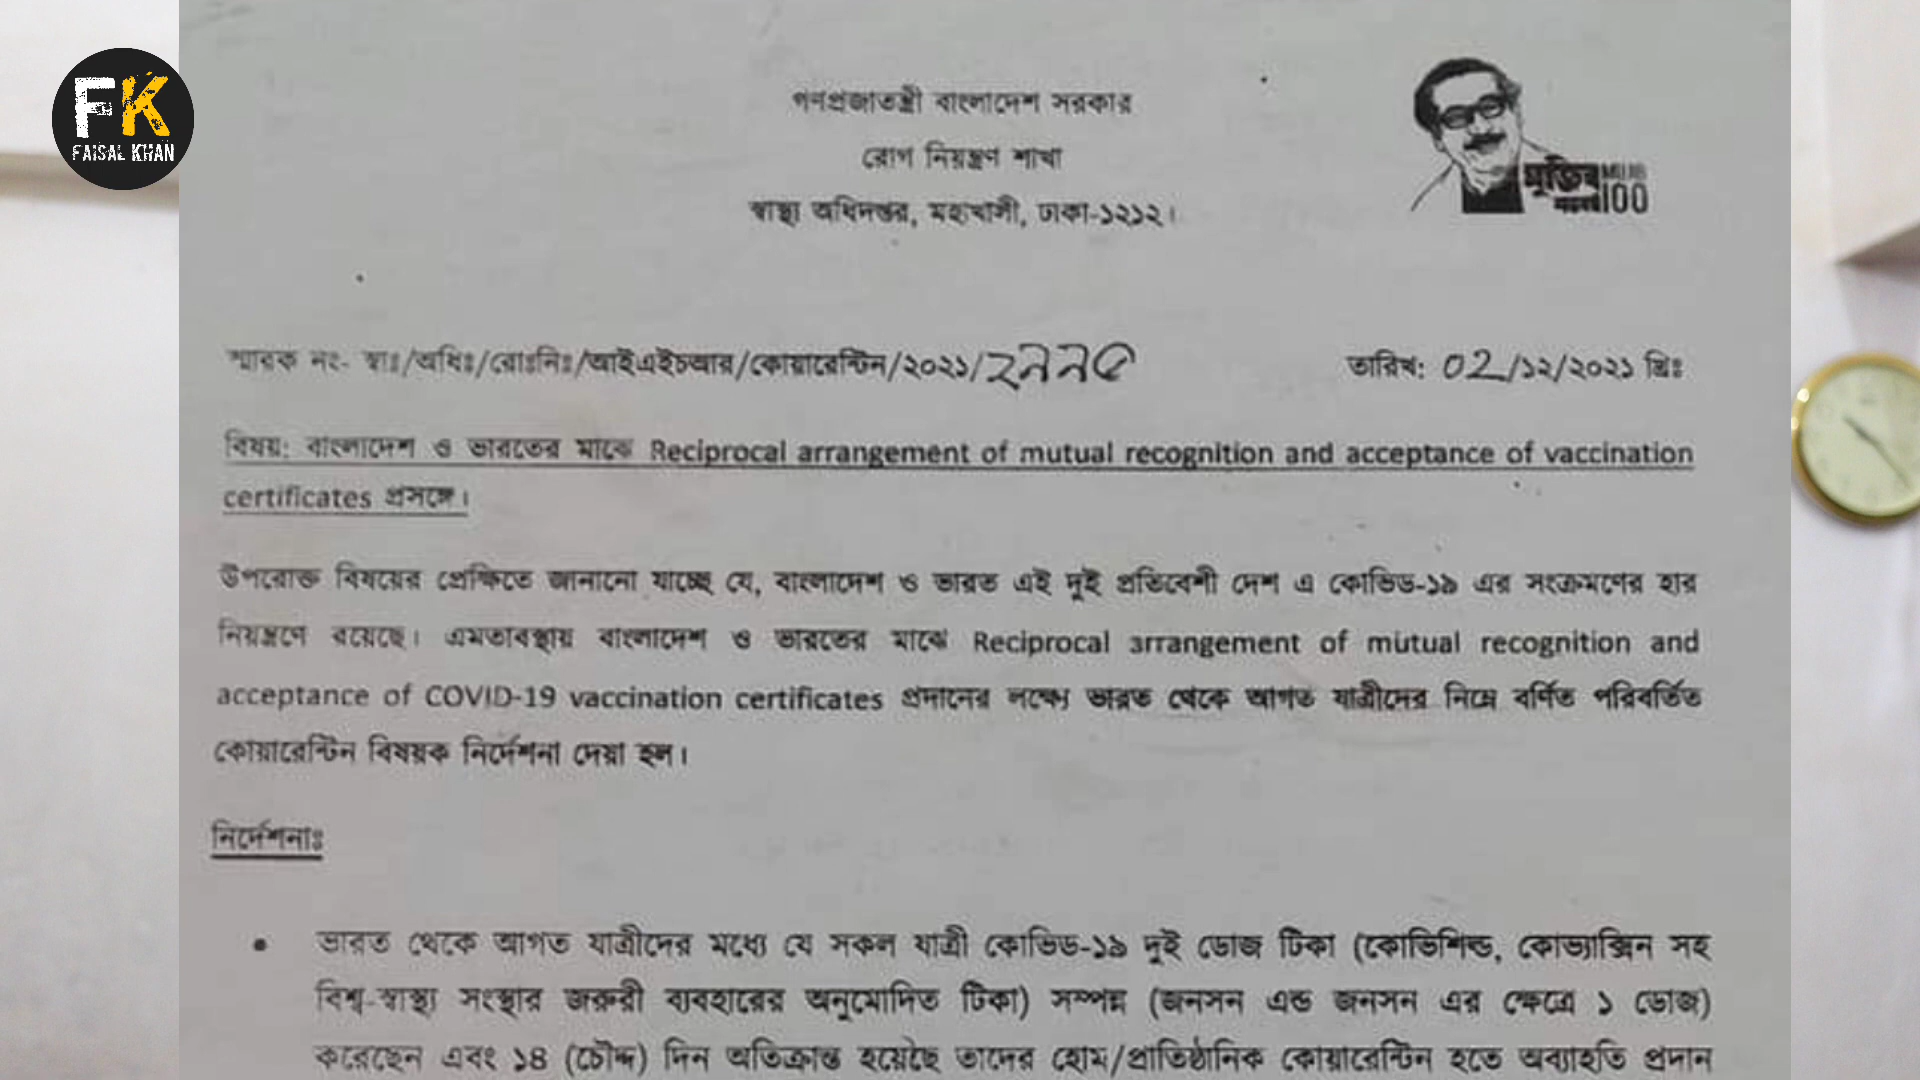 FK
FAISAL KHAN
গণপ্রজাতন্ত্রী বাংলাদেশ সরকার
রোগ নিয়ন্ত্রণ শাখা
স্বাস্থ্য অধিদপ্তর, মহাখালী, ঢাকা-১২১২।
মুজিব MUJIB
শতবর্ষ 100
স্মারক নং- স্বাঃ/অধিঃ/রোঃনিঃ/আইএইচআর/কোয়ারেন্টিন/২০২১/২৯৯৫ তারিখ: 02/১২/২০২১ খ্রিঃ
বিষয়: বাংলাদেশ ও ভারতের মাঝে Reciprocal arrangement of mutual recognition and acceptance of vaccination
certificates প্রসঙ্গে।
উপরোক্ত বিষয়ের প্রেক্ষিতে জানানো যাচ্ছে যে, বাংলাদেশ ও ভারত এই দুই প্রতিবেশী দেশ এ কোভিড-১৯ এর সংক্রমণের হার
নিয়ন্ত্রণে রয়েছে। এমতাবস্থায় বাংলাদেশ ও ভারতের মাঝে Reciprocal arrangement of mutual recognition and
acceptance of COVID-19 vaccination certificates প্রদানের লক্ষ্যে ভারত থেকে আগত যাত্রীদের নিম্নে বর্ণিত পরিবর্তিত
কোয়ারেন্টিন বিষয়ক নির্দেশনা দেয়া হল।
নির্দেশনাঃ
• ভারত থেকে আগত যাত্রীদের মধ্যে যে সকল যাত্রী কোভিড-১৯ দুই ডোজ টিকা (কোভিশিল্ড, কোভ্যাক্সিন সহ
বিশ্ব-স্বাস্থ্য সংস্থার জরুরী ব্যবহারের অনুমোদিত টিকা) সম্পন্ন (জনসন এন্ড জনসন এর ক্ষেত্রে ১ ডোজ)
করেছেন এবং ১৪ (চৌদ্দ) দিন অতিক্রান্ত হয়েছে তাদের হোম/প্রাতিষ্ঠানিক কোয়ারেন্টিন হতে অব্যাহতি প্রদান